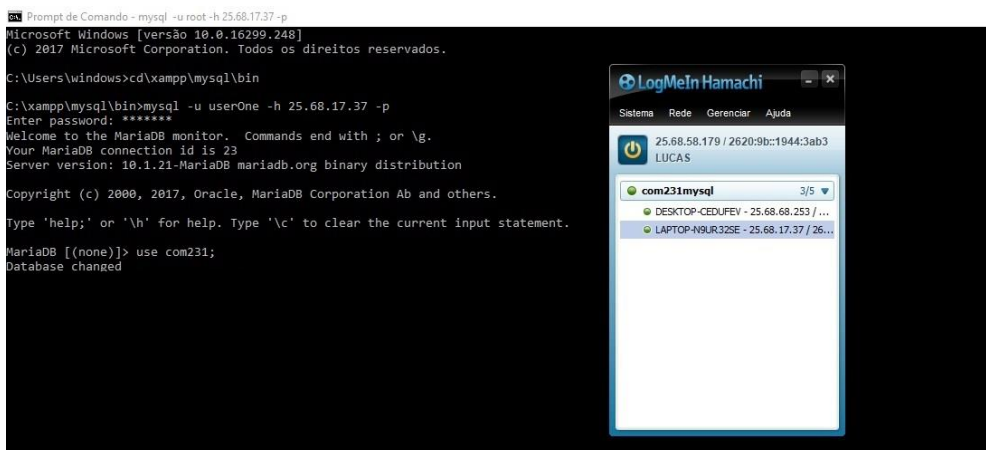 Prompt de Comando - mysql -u root -h 25.68.17.37 -p
Microsoft Windows [versão 10.0.16299.248]
(c) 2017 Microsoft Corporation. Todos os direitos reservados.
C:\Users\windows>cd\xampp\mysql\bin
C:\xampp\mysql\bin>mysql -u userOne -h 25.68.17.37 -p
Enter password: *******
Welcome to the MariaDB monitor.  Commands end with ; or \g.
Your MariaDB connection id is 23
Server version: 10.1.21-MariaDB mariadb.org binary distribution
Copyright (c) 2000, 2017, Oracle, MariaDB Corporation Ab and others.
Type 'help;' or '\h' for help. Type '\c' to clear the current input statement.
MariaDB [(none)]> use com231;
Database changed
LogMeIn Hamachi
Sistema Rede Gerenciar Ajuda
25.68.58.179 / 2620:9b::1944:3ab3
LUCAS
com231mysql 3/5
DESKTOP-CEDUFEV - 25.68.68.253 / ...
LAPTOP-N9UR32SE - 25.68.17.37 / 26...